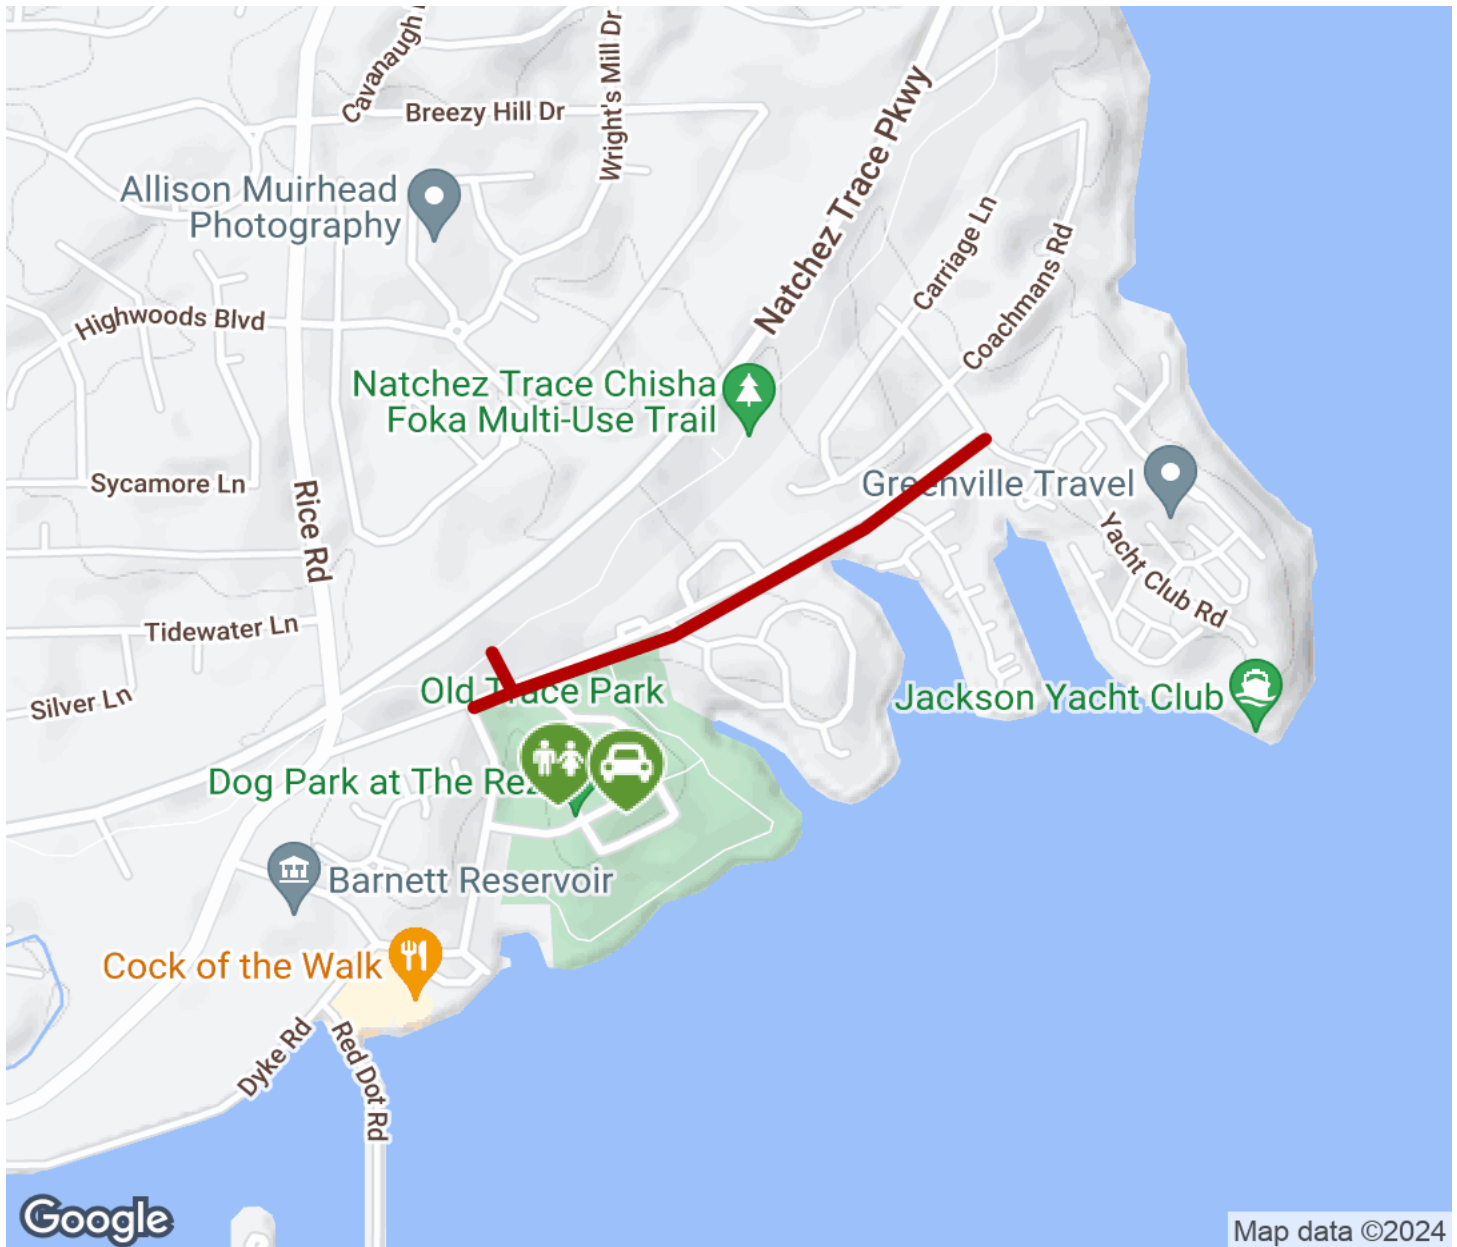 Cavanaugh
Wright's Mill Dr
Breezy Hill Dr
Natchez Trace Pkwy
Allison Muirhead
Photography
Carriage Ln
Coachmans Rd
Highwoods Blvd
Natchez Trace Chisha
Foka Multi-Use Trail
Sycamore Ln
Rice Rd
Greenville Travel
Yacht Club Rd
Tidewater Ln
Silver Ln
Old Trace Park
Jackson Yacht Club
Dog Park at The Rez
Barnett Reservoir
Cock of the Walk
Dyke Rd
Red Dot Rd
Google
Map data ©2024